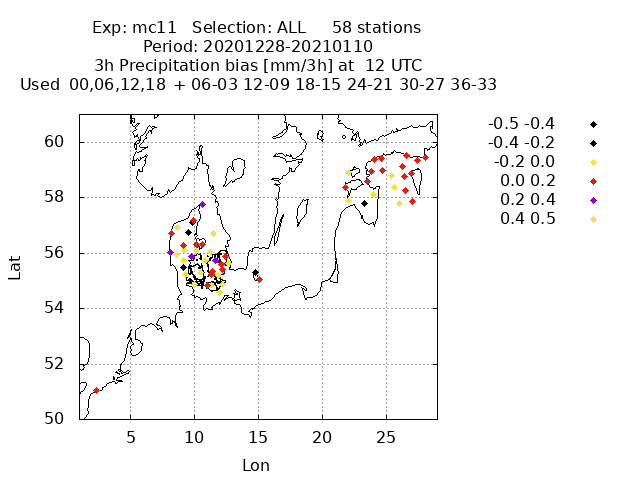 Exp: mc11 Selection: ALL 58 stations
Period: 20201228-20210110
3h Precipitation bias [mm/3h] at 12 UTC
Used 00,06,12,18 + 06-03 12-09 18-15 24-21 30-27 36-33
-0.5 -0.4
-0.4 -0.2
-0.2 0.0
0.0 0.2
0.2 0.4
0.4 0.5
60
58
56
54
52
50
Lat
5 10 15 20 25
Lon